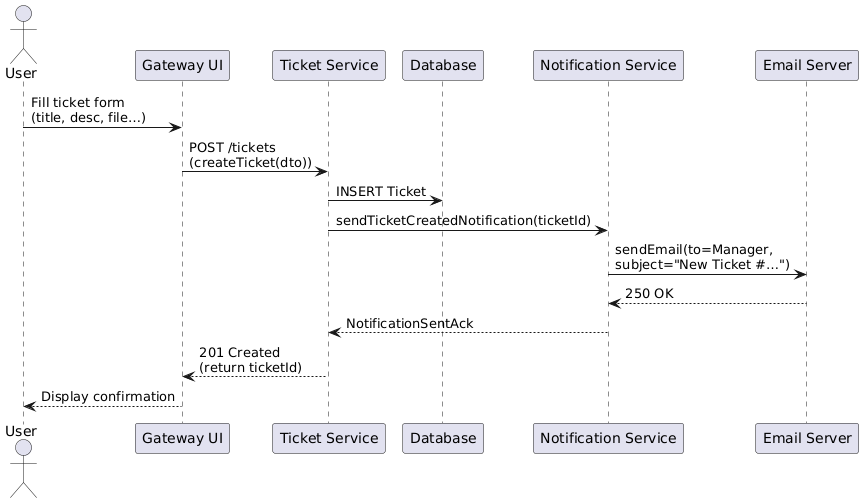 User
Gateway UI
Ticket Service
Database
Notification Service
Email Server
Fill ticket form
(title, desc, file...)
POST /tickets
(createTicket(dto))
INSERT Ticket
sendTicketCreatedNotification(ticketId)
sendEmail(to=Manager,
subject="New Ticket #...")
250 OK
NotificationSentAck
201 Created
(return ticketId)
Display confirmation
User
Gateway UI
Ticket Service
Database
Notification Service
Email Server